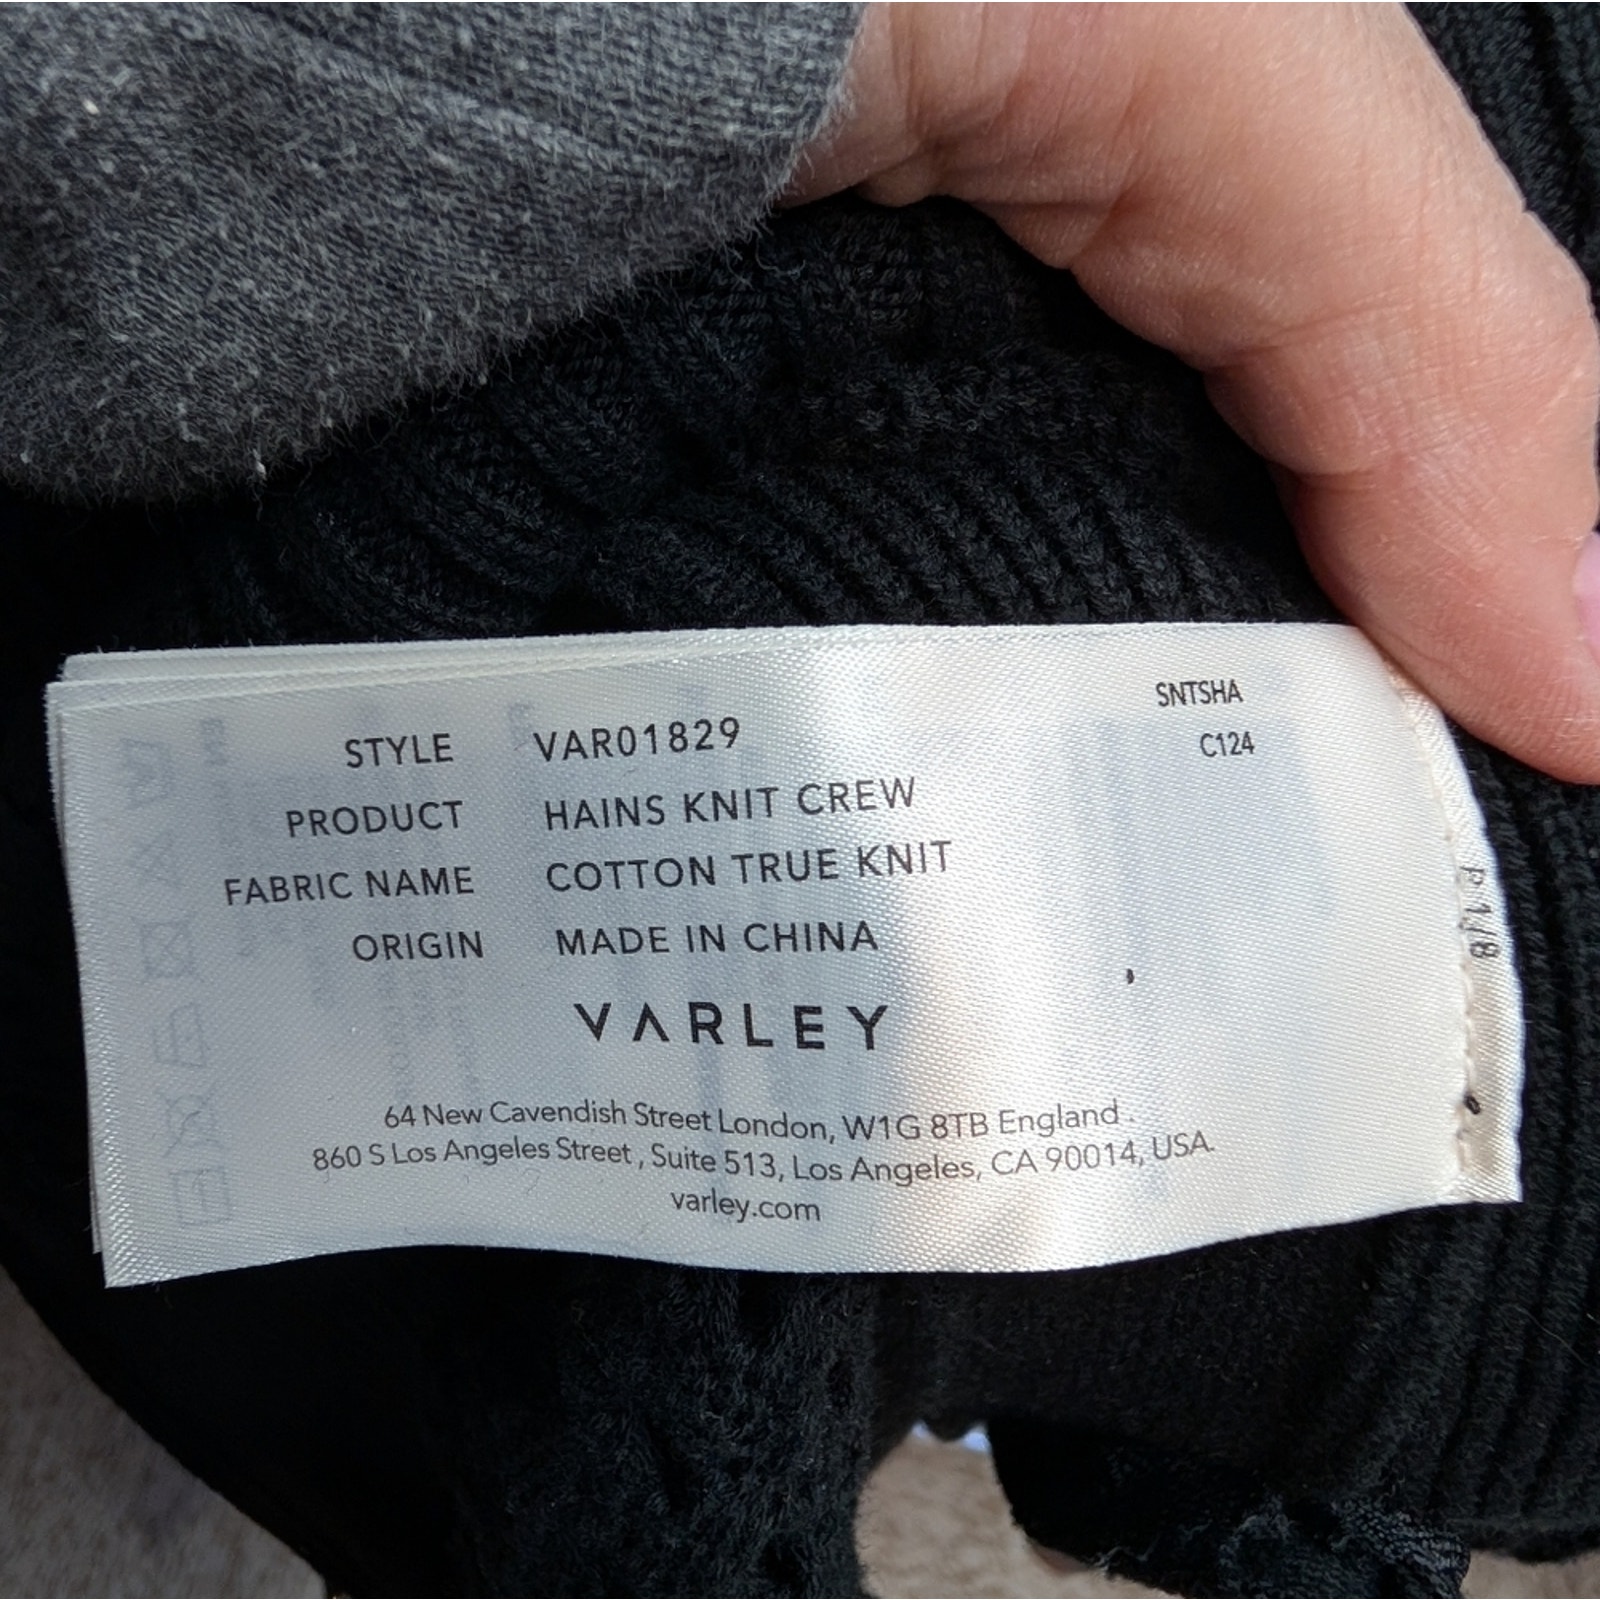 SNTSHA
C124
STYLE VAR01829
PRODUCT HAINS KNIT CREW
FABRIC NAME COTTON TRUE KNIT
ORIGIN MADE IN CHINA
VARLEY
64 New Cavendish Street London, W1G 8TB England .
860 S Los Angeles Street , Suite 513, Los Angeles, CA 90014, USA.
varley.com
P 1/8